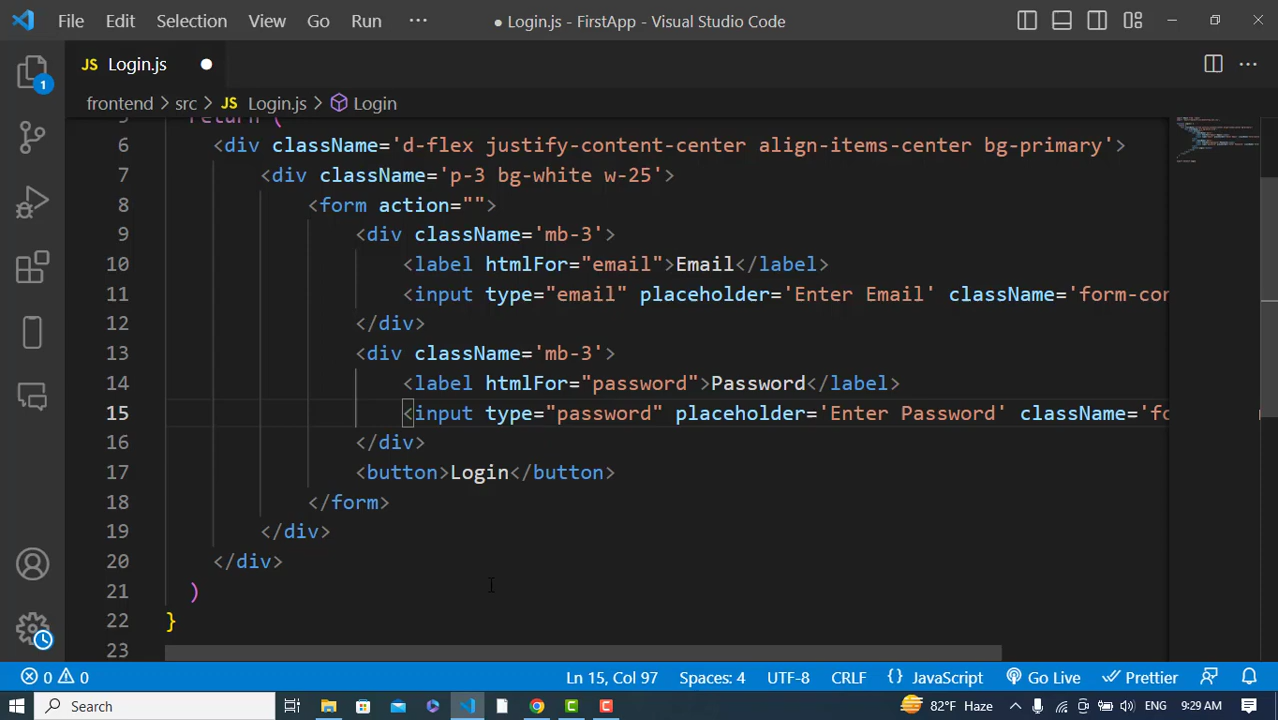 File Edit Selection View Go Run ··· ● Login.js - FirstApp - Visual Studio Code
JS Login.js ●
frontend > src > JS Login.js > Login
5 return (
6 <div className='d-flex justify-content-center align-items-center bg-primary'>
7 <div className='p-3 bg-white w-25'>
8 <form action="">
9 <div className='mb-3'>
10 <label htmlFor="email">Email</label>
11 <input type="email" placeholder='Enter Email' className='form-cor
12 </div>
13 <div className='mb-3'>
14 <label htmlFor="password">Password</label>
15 <input type="password" placeholder='Enter Password' className='fo
16 </div>
17 <button>Login</button>
18 </form>
19 </div>
20 </div>
21 )
22 }
23
1
0 0 Ln 15, Col 97 Spaces: 4 UTF-8 CRLF {} JavaScript Go Live Prettier
Search 82°F Haze ENG 9:29 AM